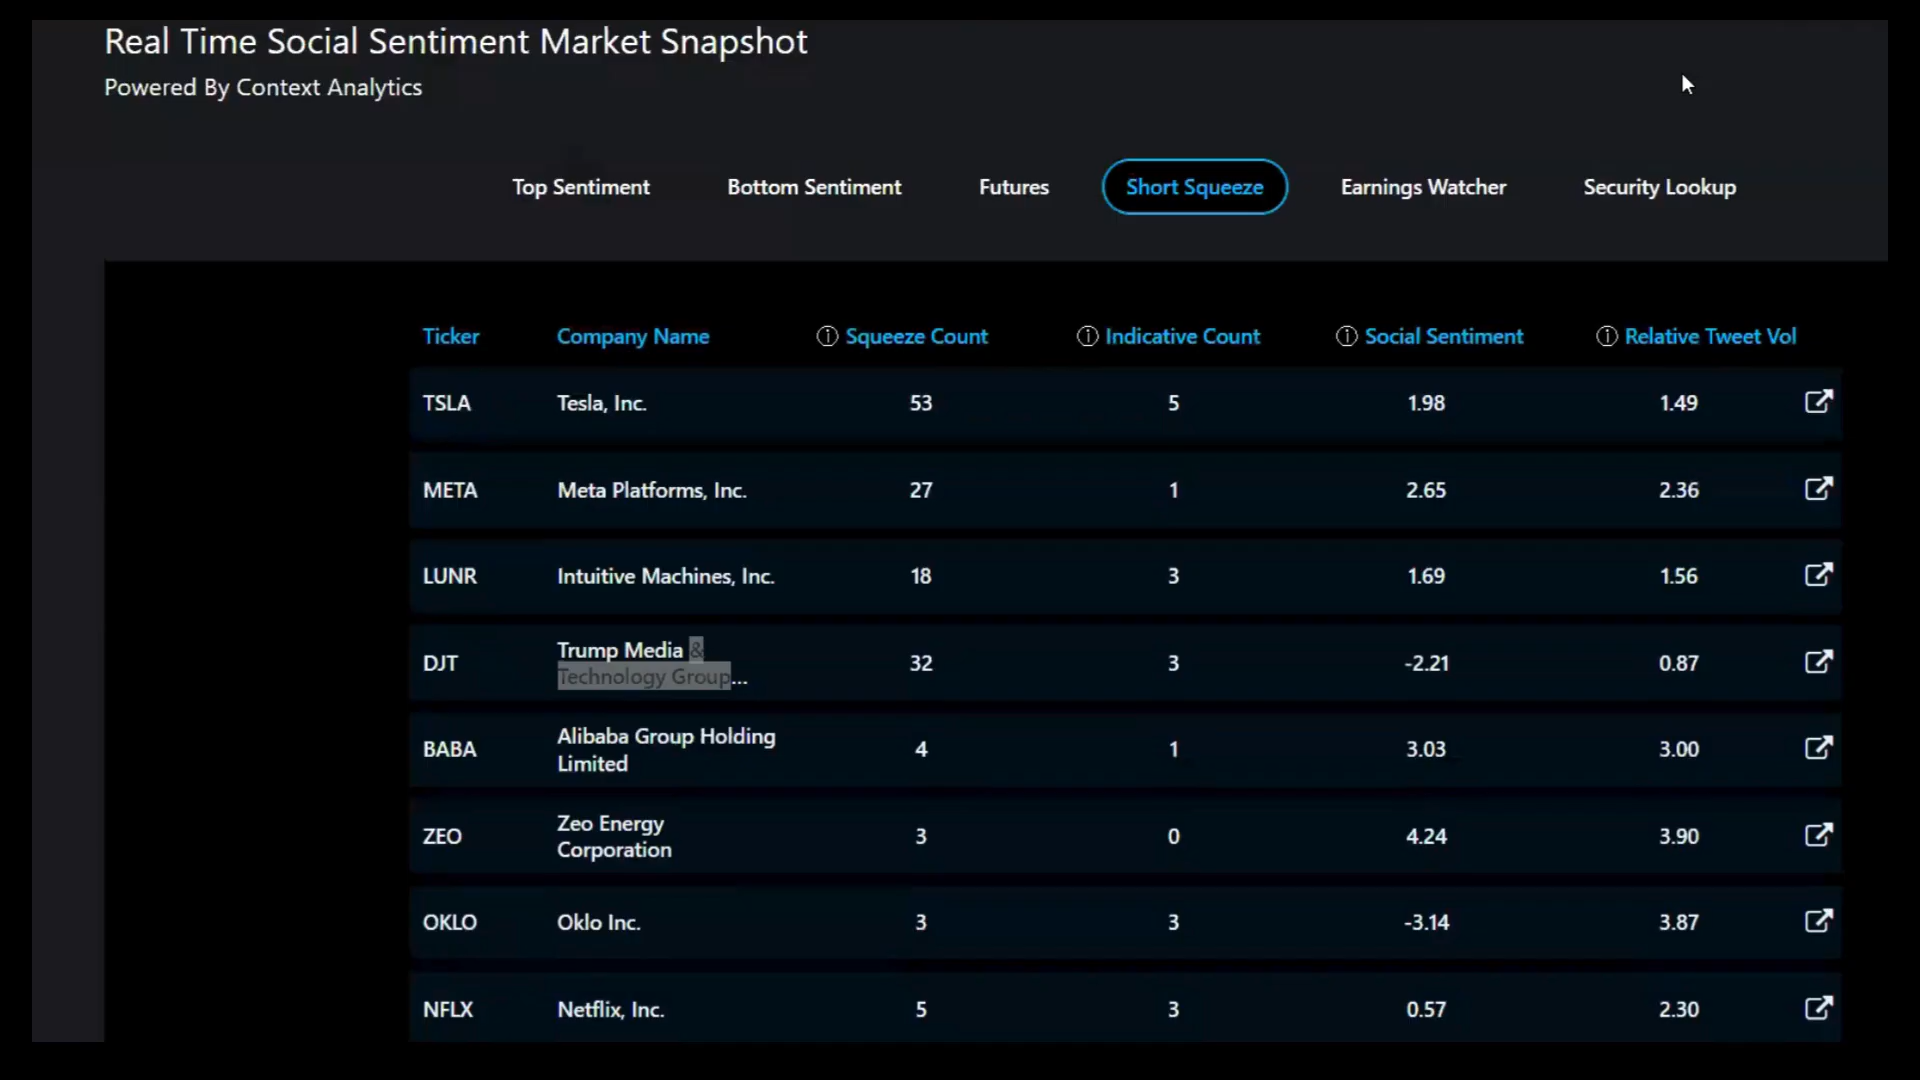 Real Time Social Sentiment Market Snapshot
Powered By Context Analytics
Top Sentiment Bottom Sentiment Futures Short Squeeze Earnings Watcher Security Lookup
Ticker Company Name Squeeze Count Indicative Count Social Sentiment Relative Tweet Vol
TSLA Tesla, Inc. 53 5 1.98 1.49
META Meta Platforms, Inc. 27 1 2.65 2.36
LUNR Intuitive Machines, Inc. 18 3 1.69 1.56
DJT Trump Media &
Technology Group... 32 3 -2.21 0.87
BABA Alibaba Group Holding
Limited 4 1 3.03 3.00
ZEO Zeo Energy
Corporation 3 0 4.24 3.90
OKLO Oklo Inc. 3 3 -3.14 3.87
NFLX Netflix, Inc. 5 3 0.57 2.30